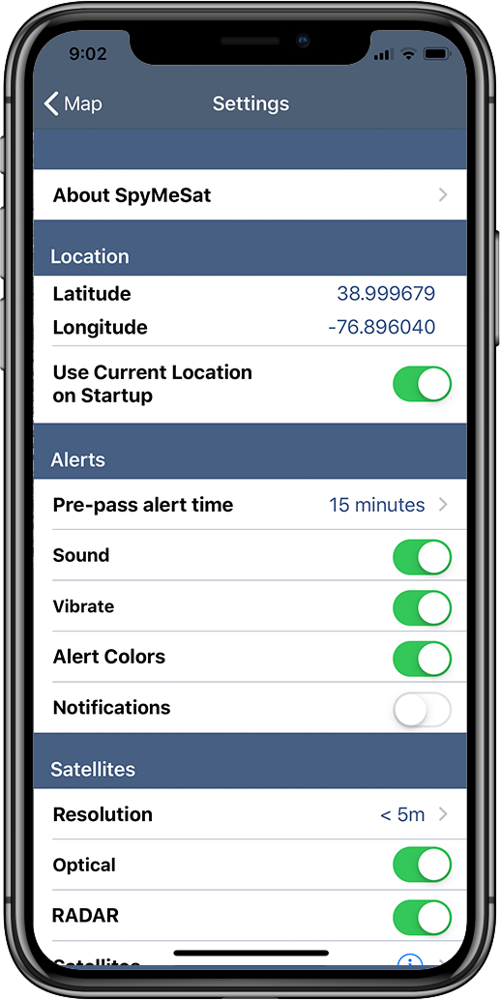 9:02
Map
Settings
About SpyMeSat
Location
Latitude 38.999679
Longitude -76.896040
Use Current Location
on Startup
Alerts
Pre-pass alert time 15 minutes
Sound
Vibrate
Alert Colors
Notifications
Satellites
Resolution < 5m
Optical
RADAR
Satellites